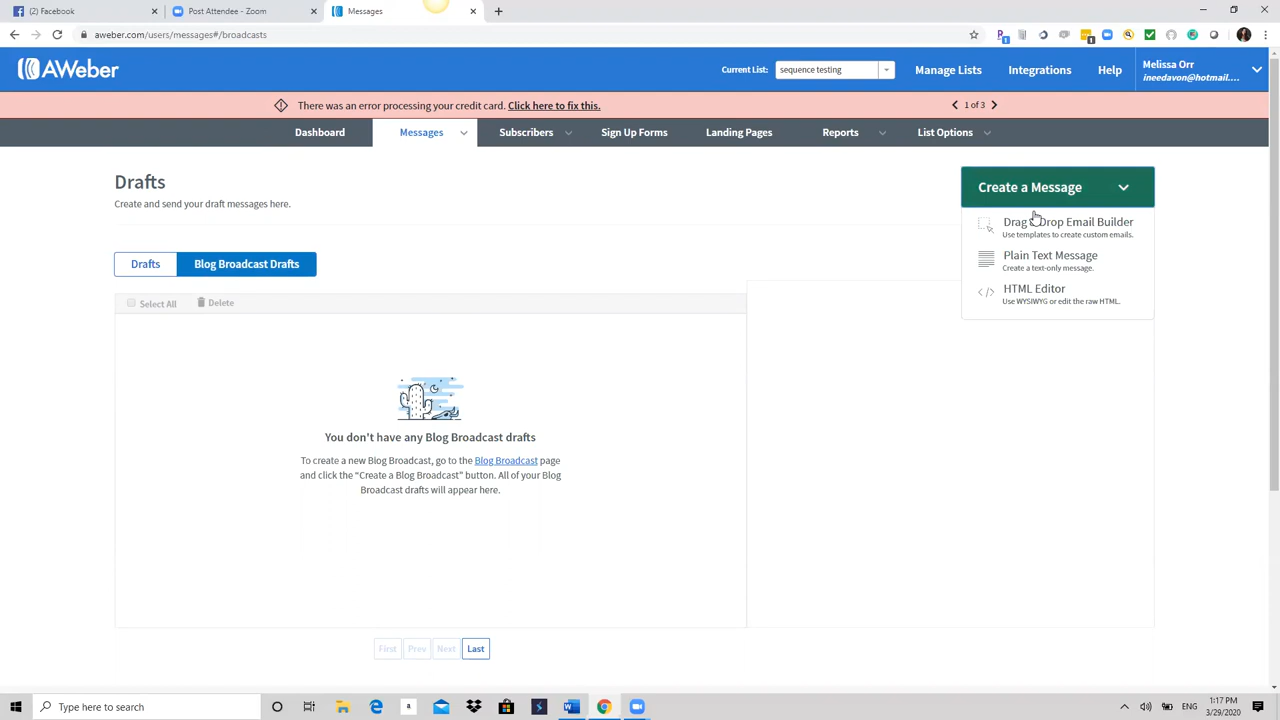 (2) Facebook
Post Attendee - Zoom
Messages
aweber.com/users/messages#/broadcasts
AWeber
Current List:
sequence testing
Manage Lists
Integrations
Help
Melissa Orr
ineedavon@hotmail....
There was an error processing your credit card. Click here to fix this.
1 of 3
Dashboard
Messages
Subscribers
Sign Up Forms
Landing Pages
Reports
List Options
Drafts
Create and send your draft messages here.
Create a Message
Drag Drop Email Builder
Use templates to create custom emails.
Plain Text Message
Create a text-only message.
</> HTML Editor
Use WYSIWYG or edit the raw HTML.
Drafts
Blog Broadcast Drafts
Select All
Delete
You don't have any Blog Broadcast drafts
To create a new Blog Broadcast, go to the Blog Broadcast page
and click the “Create a Blog Broadcast” button. All of your Blog
Broadcast drafts will appear here.
First
Prev
Next
Last
Type here to search
ENG
1:17 PM
3/29/2020